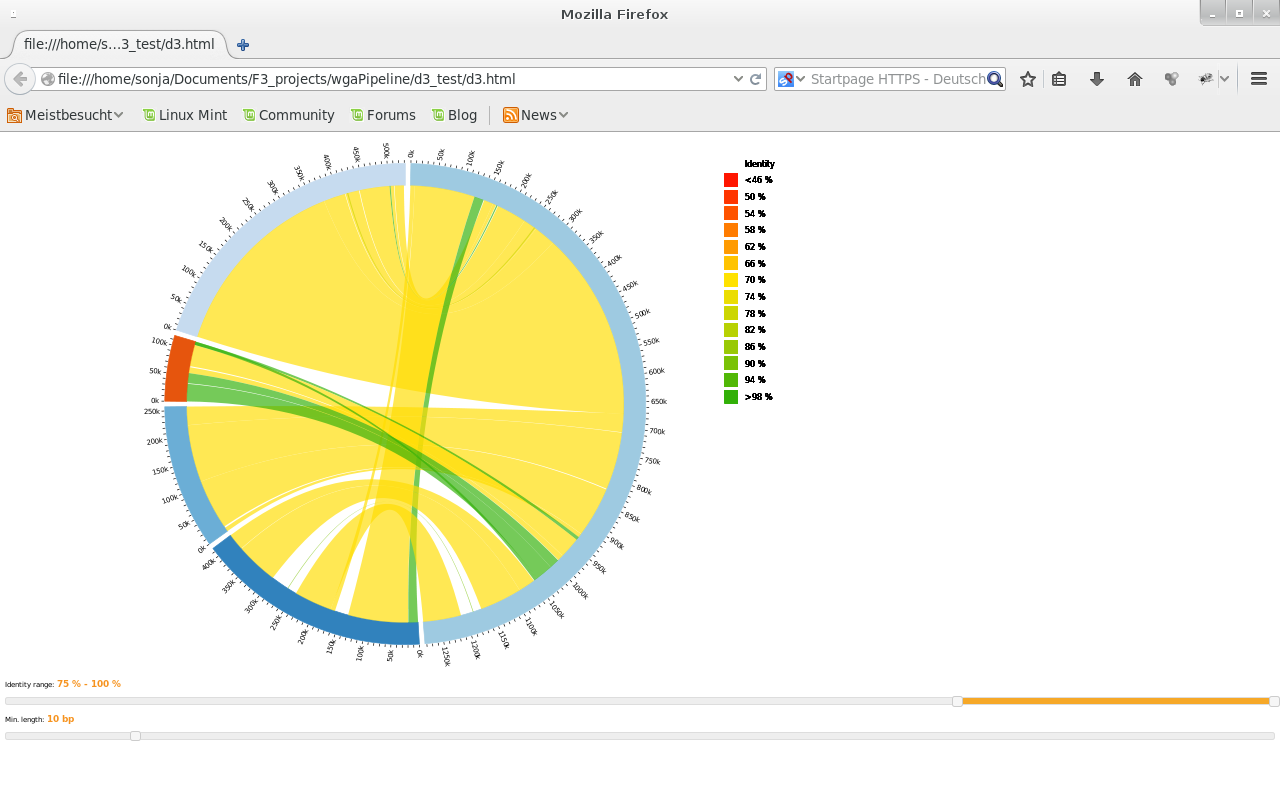 Mozilla Firefox
file:///home/s...3_test/d3.html
file:///home/sonja/Documents/F3_projects/wgaPipeline/d3_test/d3.html
Startpage HTTPS - Deutsch
Meistbesucht
Linux Mint
Community
Forums
Blog
News
0k
50k
100k
150k
200k
250k
300k
350k
400k
450k
500k
550k
600k
650k
700k
750k
800k
850k
900k
950k
1000k
1050k
1100k
1150k
1200k
1250k
0k
50k
100k
150k
200k
250k
300k
350k
400k
0k
50k
100k
150k
200k
250k
0k
50k
100k
0k
50k
100k
150k
200k
250k
300k
350k
400k
450k
500k
Identity
<46 %
50 %
54 %
58 %
62 %
66 %
70 %
74 %
78 %
82 %
86 %
90 %
94 %
>98 %
Identity range: 75 % - 100 %
Min. length: 10 bp